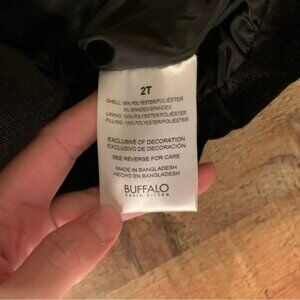 2T
SHELL: 95% POLYESTER/POLIÉSTER
5% SPANDEX/SPANDEX
LINING: 100% POLYESTER/POLIÉSTER
FILLING: 100% POLYESTER/POLIÉSTER
EXCLUSIVE OF DECORATION
EXCLUSIVO DE DECORACIÓN
SEE REVERSE FOR CARE
MADE IN BANGLADESH
HECHO EN BANGLADESH
BUFFALO
DAVID BITTON